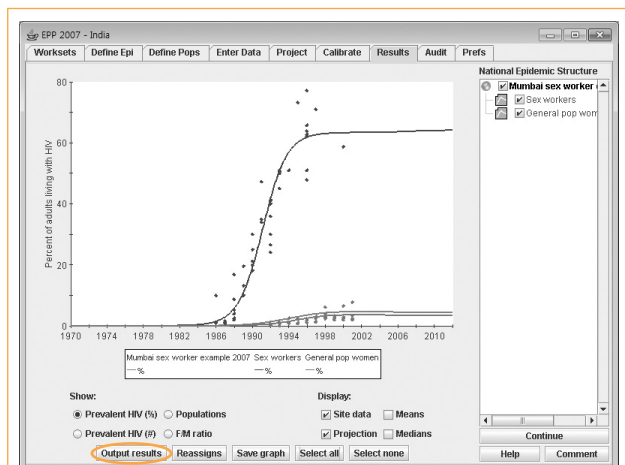 EPP 2007 - India
Worksets Define Epi Define Pops Enter Data Project Calibrate Results Audit Prefs
National Epidemic Structure
Mumbai sex worker
Sex workers
General pop wom
Percent of adults living with HIV
80
60
40
20
0
1970 1974 1978 1982 1986 1990 1994 1998 2002 2006 2010
Mumbai sex worker example 2007 Sex workers General pop women
—% —% —%
Show:
Prevalent HIV (%) Populations
Prevalent HIV (#) F/M ratio
Display:
Site data Means
Projection Medians
Output results Reassigns Save graph Select all Select none
Continue
Help Comment